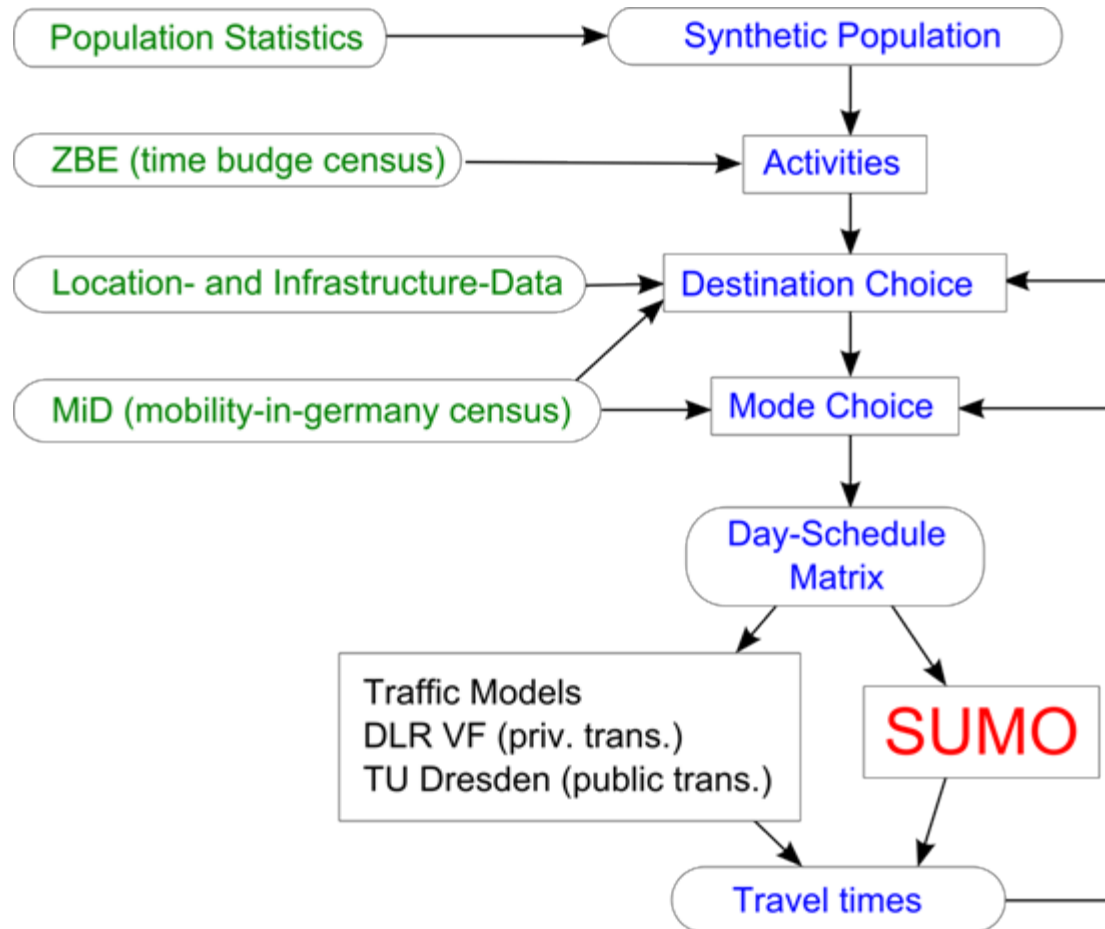 Population Statistics
Synthetic Population
ZBE (time budge census)
Activities
Location- and Infrastructure-Data
Destination Choice
MiD (mobility-in-germany census)
Mode Choice
Day-Schedule
Matrix
Traffic Models
DLR VF (priv. trans.)
TU Dresden (public trans.)
SUMO
Travel times